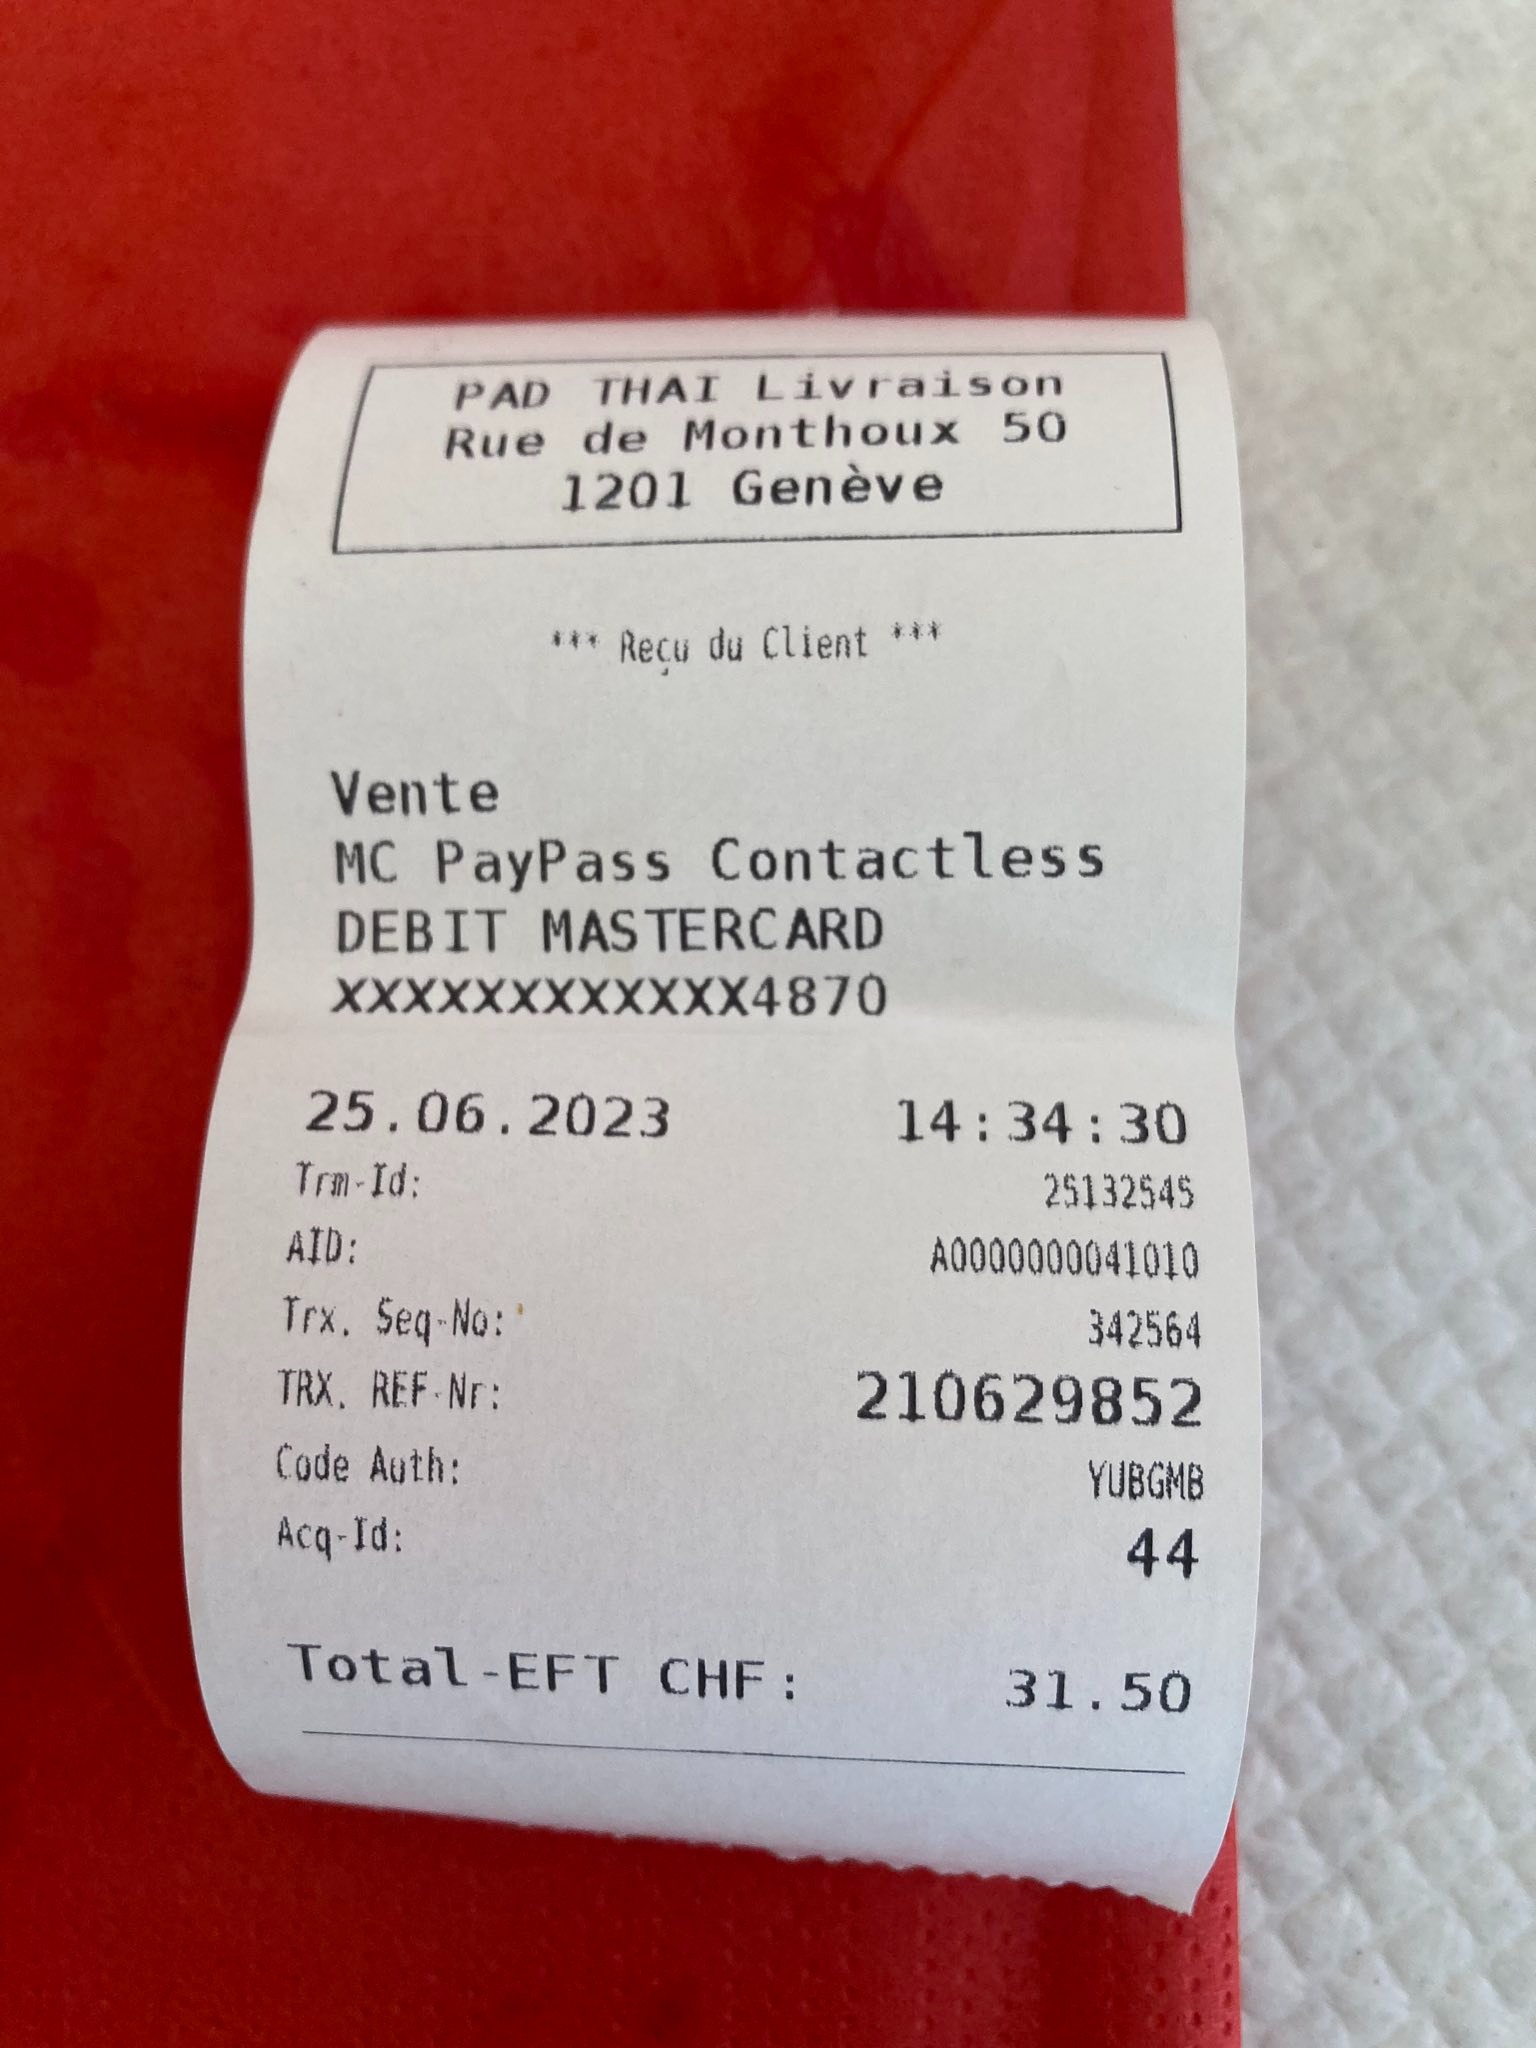 PAD THAI Livraison
Rue de Monthoux 50
1201 Genève
*** Reçu du Client ***
Vente
MC PayPass Contactless
DEBIT MASTERCARD
XXXXXXXXXXXX4870
25.06.2023 14:34:30
Trm-Id: 25132545
AID: A0000000041010
Trx. Seq-No: 342564
TRX. REF-Nr: 210629852
Code Auth: YUBGMB
Acq-Id: 44
Total-EFT CHF: 31.50